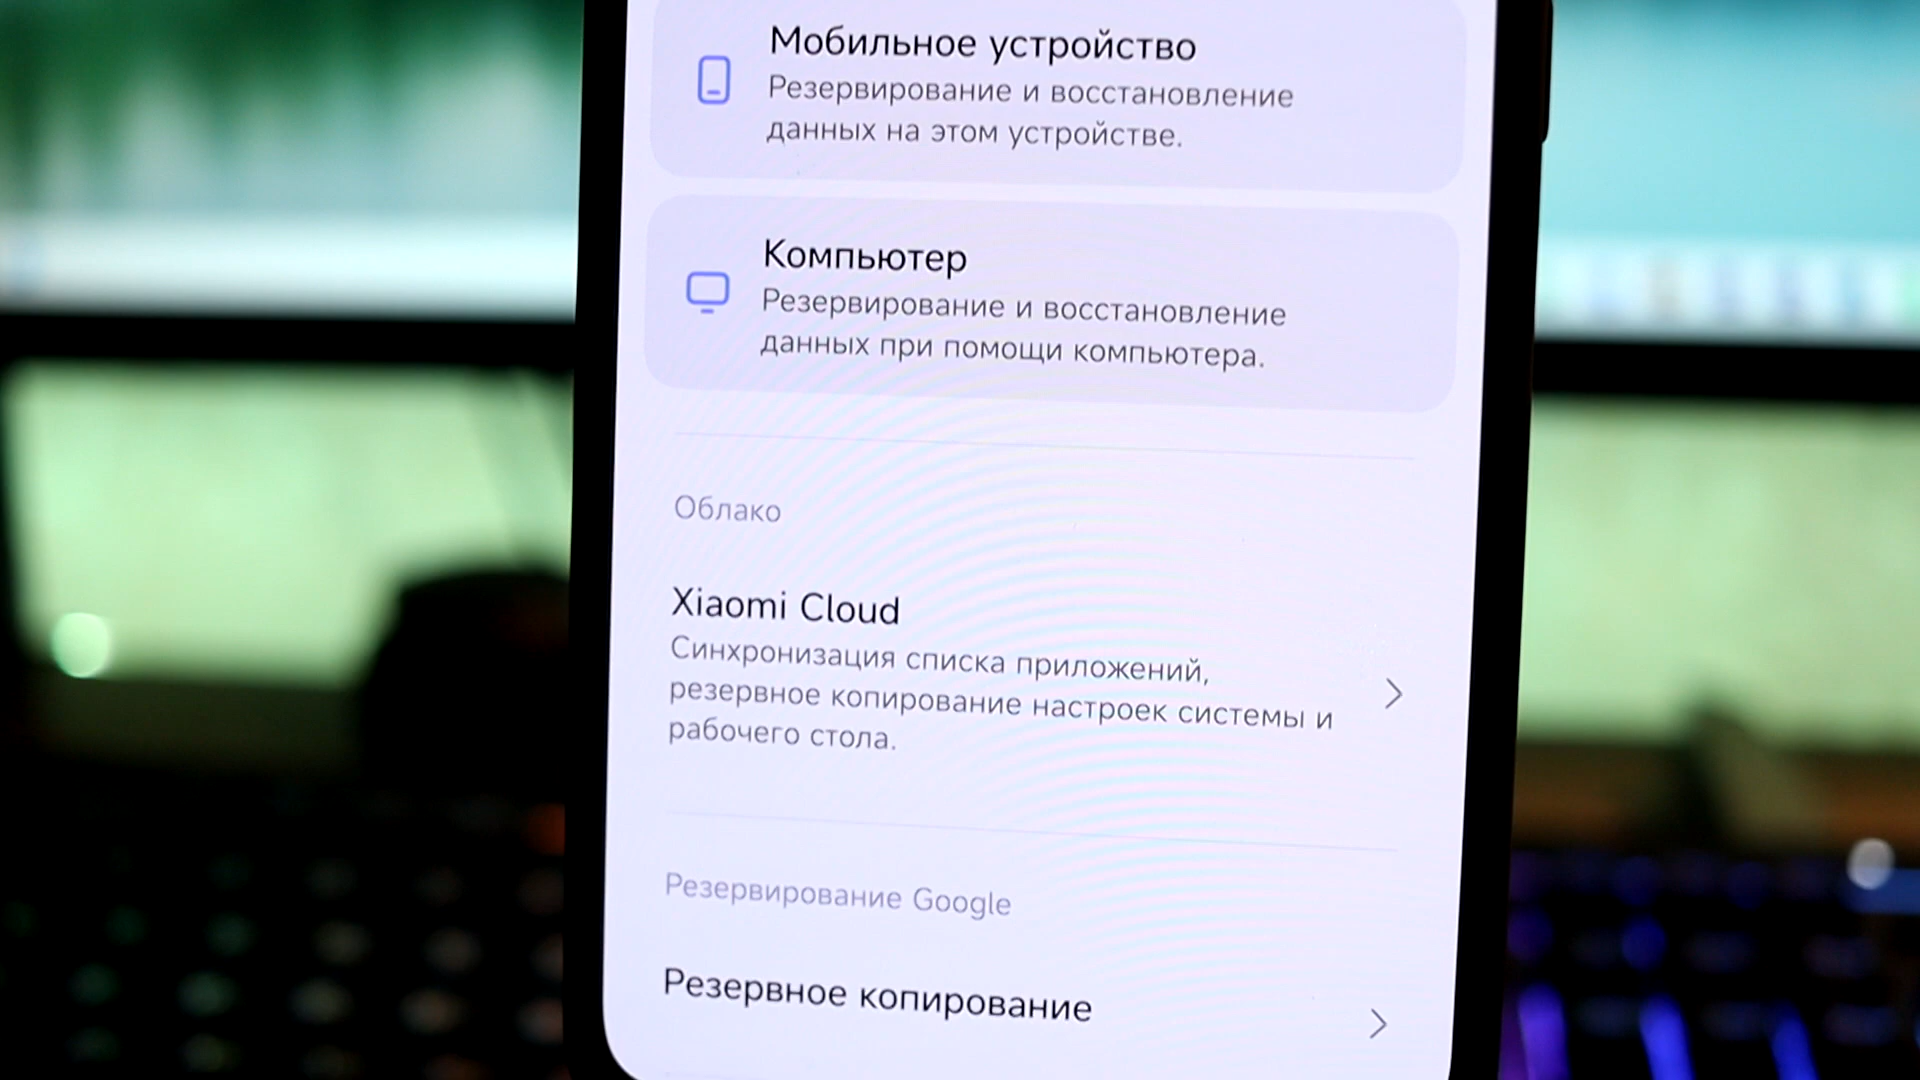 Мобильное устройство
Резервирование и восстановление
данных на этом устройстве.
Компьютер
Резервирование и восстановление
данных при помощи компьютера.
Облако
Xiaomi Cloud
Синхронизация списка приложений,
резервное копирование настроек системы и
рабочего стола.
Резервирование Google
Резервное копирование